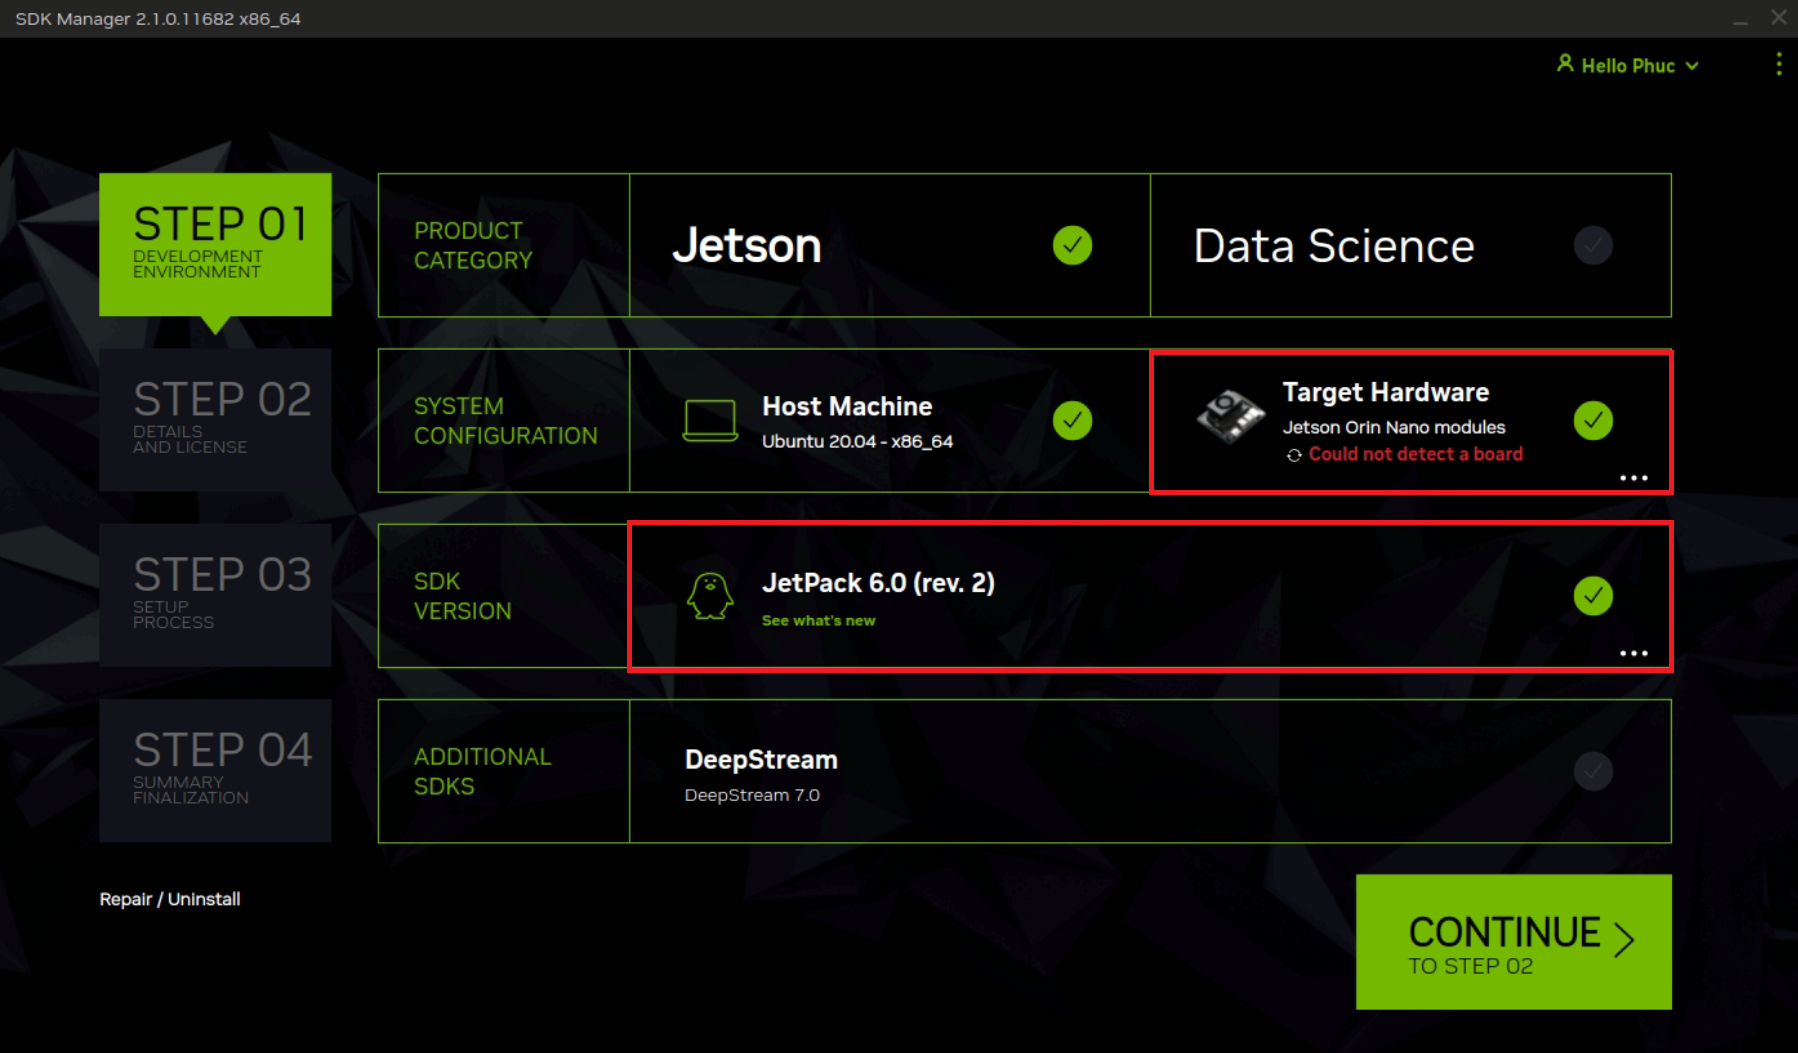 SDK Manager 2.1.0.11682 x86_64
Hello Phuc
STEP 01
DEVELOPMENT
ENVIRONMENT
PRODUCT
CATEGORY
Jetson
Data Science
STEP 02
DETAILS
AND LICENSE
SYSTEM
CONFIGURATION
Host Machine
Ubuntu 20.04 - x86_64
Target Hardware
Jetson Orin Nano modules
Could not detect a board
...
STEP 03
SETUP
PROCESS
SDK
VERSION
JetPack 6.0 (rev. 2)
See what's new
...
STEP 04
SUMMARY
FINALIZATION
ADDITIONAL
SDKS
DeepStream
DeepStream 7.0
Repair / Uninstall
CONTINUE
TO STEP 02